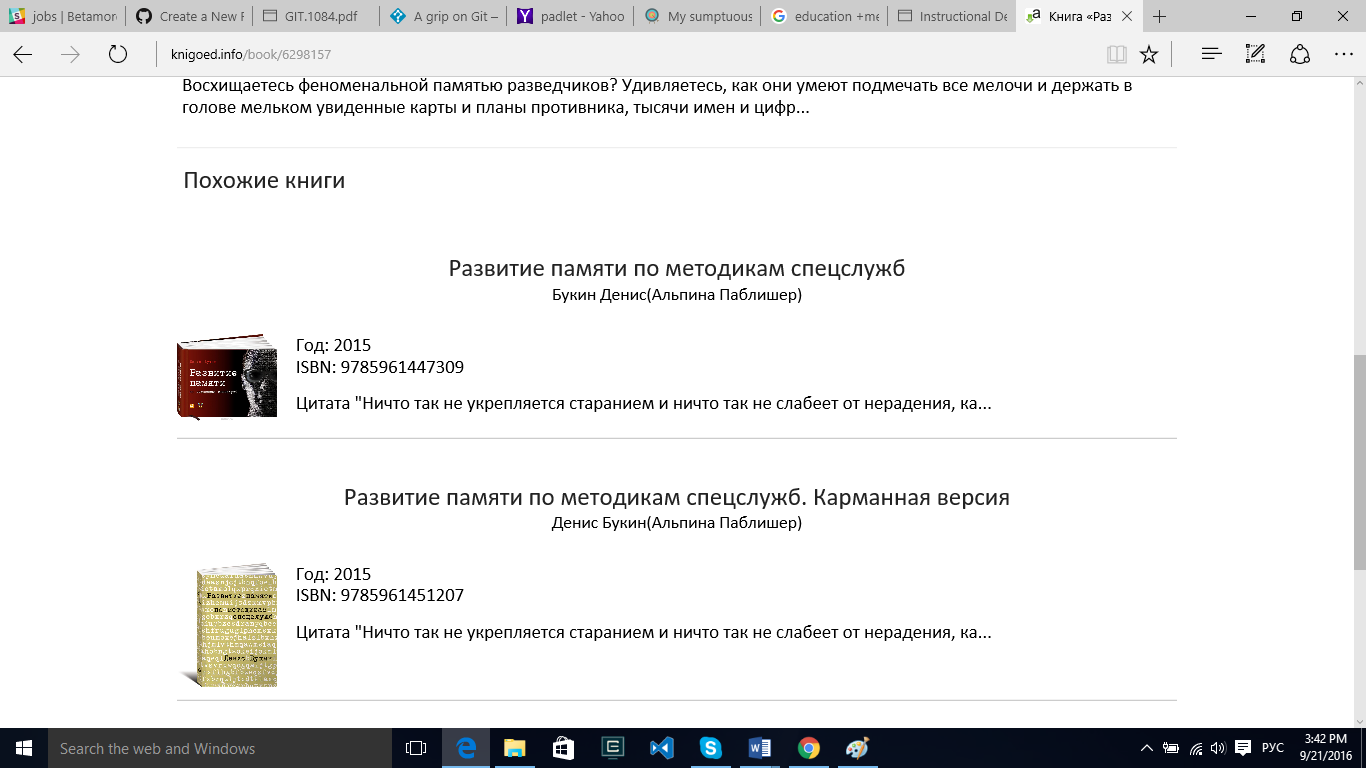 jobs | Betamor
Create a New F
GIT.1084.pdf
A grip on Git –
padlet - Yahoo
My sumptuous
education +me
Instructional De
Книга «Раз
knigoed.info/book/6298157
Восхищаетесь феноменальной памятью разведчиков? Удивляетесь, как они умеют подмечать все мелочи и держать в
голове мельком увиденные карты и планы противника, тысячи имен и цифр...
Похожие книги
Развитие памяти по методикам спецслужб
Букин Денис(Альпина Паблишер)
Развитие
памяти
Год: 2015
ISBN: 9785961447309
Цитата "Ничто так не укрепляется старанием и ничто так не слабеет от нерадения, ка...
Развитие памяти по методикам спецслужб. Карманная версия
Денис Букин(Альпина Паблишер)
Развитие памяти
по методикам
спецслужб
Денис Букин
Год: 2015
ISBN: 9785961451207
Цитата "Ничто так не укрепляется старанием и ничто так не слабеет от нерадения, ка...
Search the web and Windows
РУС
3:42 PM
9/21/2016